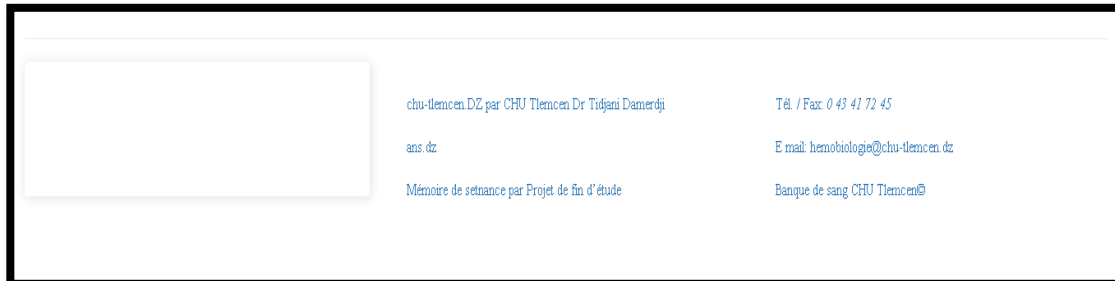 chu-tlemcen.DZ par CHU Tlemcen Dr Tidjani Damerdji
ans.dz
Mémoire de setnance par Projet de fin d’étude
Tél. / Fax: 0 43 41 72 45
E mail: hemobiologie@chu-tlemcen.dz
Banque de sang CHU Tlemcen©